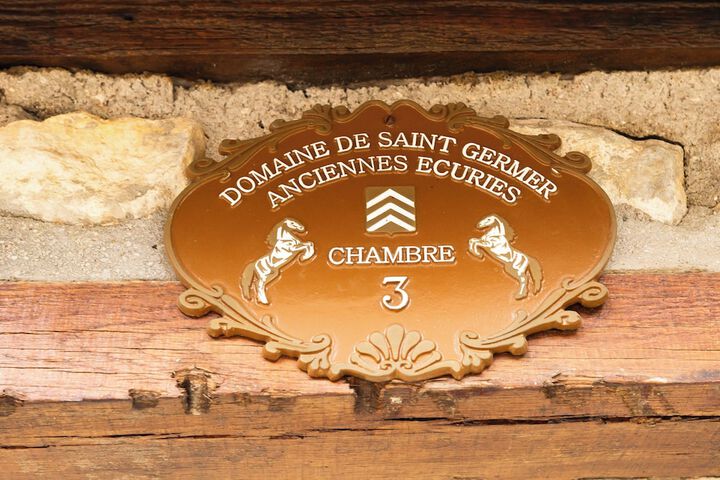 DOMAINE DE SAINT GERMER
ANCIENNES ECURIES
CHAMBRE
3